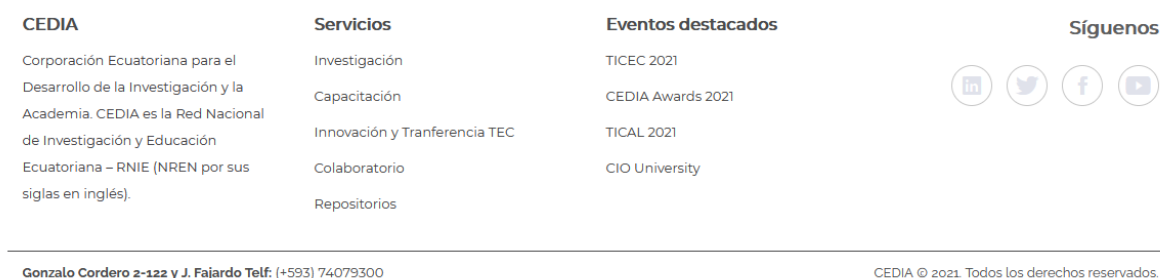 CEDIA
Corporación Ecuatoriana para el
Desarrollo de la Investigación y la
Academia. CEDIA es la Red Nacional
de Investigación y Educación
Ecuatoriana – RNIE (NREN por sus
siglas en inglés).
Servicios
Investigación
Capacitación
Innovación y Tranferencia TEC
Colaboratorio
Repositorios
Eventos destacados
TICEC 2021
CEDIA Awards 2021
TICAL 2021
CIO University
Síguenos
Gonzalo Cordero 2-122 y J. Fajardo Telf: (+593) 74079300
CEDIA © 2021. Todos los derechos reservados.